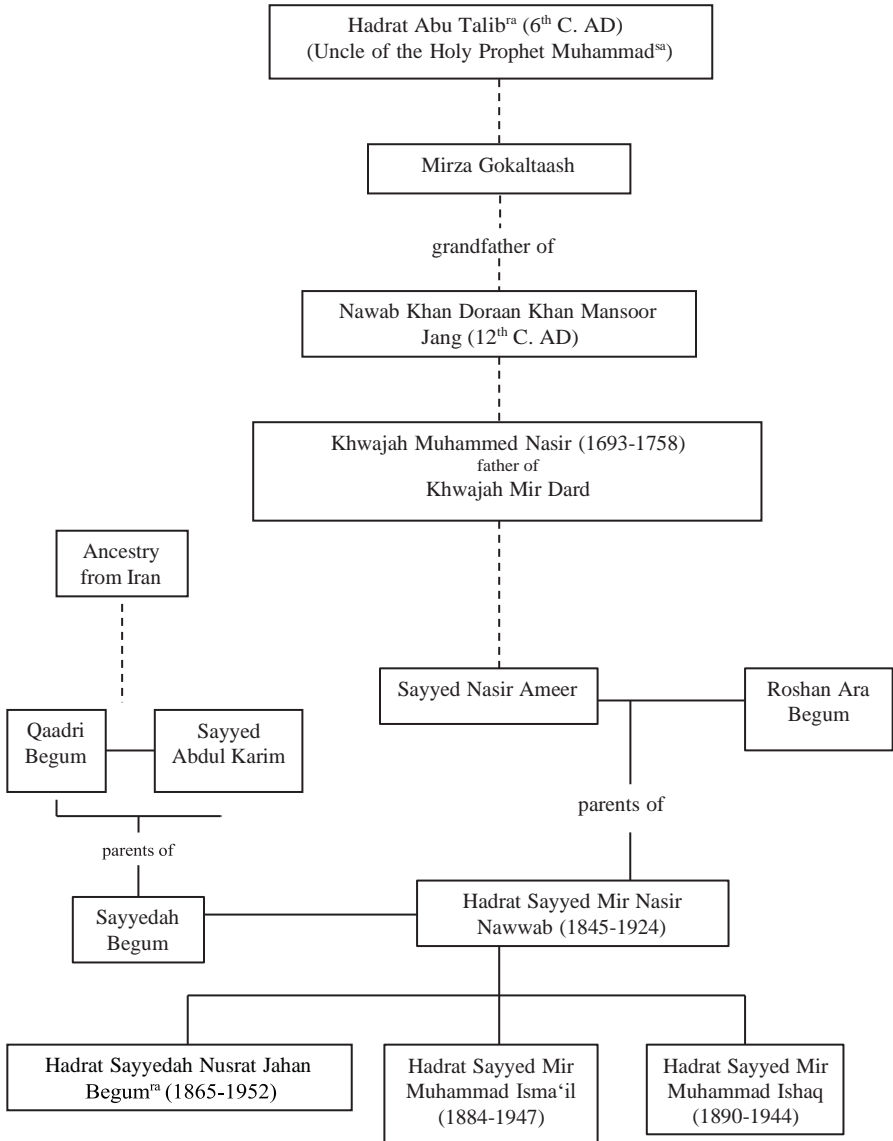 Hadrat Abu Talibra (6th C. AD)
(Uncle of the Holy Prophet Muhammadsa)
Mirza Gokaltaash
grandfather of
Nawab Khan Doraan Khan Mansoor
Jang (12th C. AD)
Khwajah Muhammed Nasir (1693-1758)
father of
Khwajah Mir Dard
Ancestry
from Iran
Sayyed Nasir Ameer
Roshan Ara
Begum
Qaadri
Begum
Sayyed
Abdul Karim
parents of
parents of
Sayyedah
Begum
Hadrat Sayyed Mir Nasir
Nawwab (1845-1924)
Hadrat Sayyedah Nusrat Jahan
Begumra (1865-1952)
Hadrat Sayyed Mir
Muhammad Isma‘il
(1884-1947)
Hadrat Sayyed Mir
Muhammad Ishaq
(1890-1944)